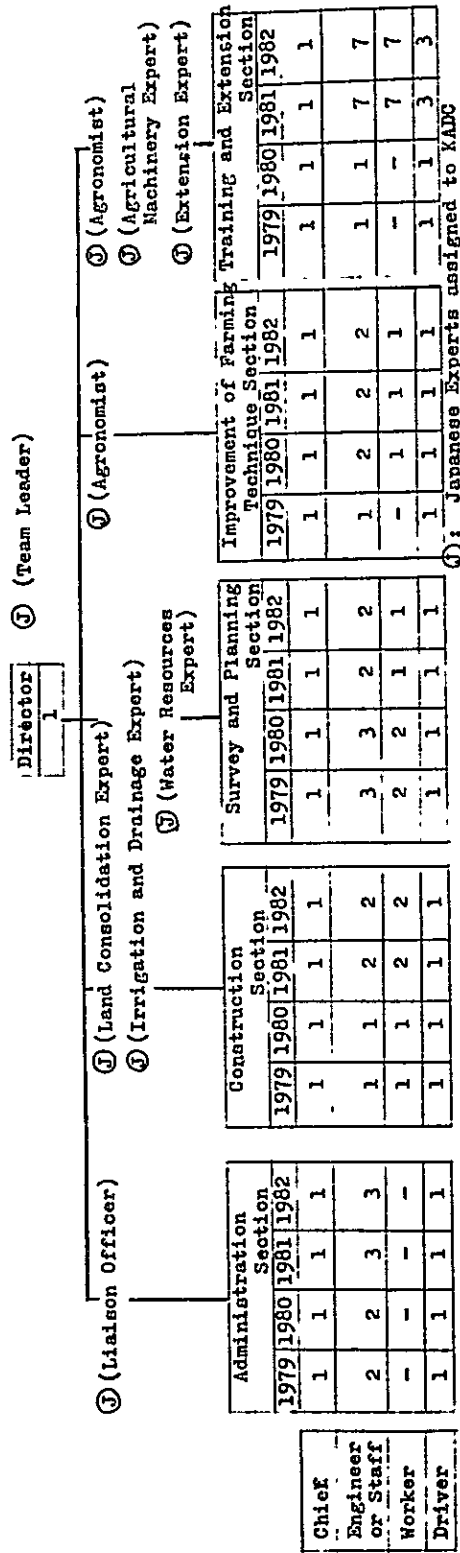 Director
1
Ⓙ (Team Leader)
Ⓙ (Liaison Officer)
Ⓙ (Land Consolidation Expert)
Ⓙ (Irrigation and Drainage Expert)
Ⓙ (Water Resources
Expert)
Ⓙ (Agronomist)
Ⓙ (Agronomist)
Ⓙ (Agricultural
Machinery Expert)
Ⓙ (Extension Expert)
Chief
Engineer
or Staff
Worker
Driver
Administration
Section
1979 1980 1981 1982
1 1 1 1
2 2 3 3
- - - -
1 1 1 1
Construction
Section
1979 1980 1981 1982
1 1 1 1
1 1 2 2
1 1 2 2
1 1 1 1
Survey and Planning
Section
1979 1980 1981 1982
1 1 1 1
3 3 2 2
2 2 1 1
1 1 1 1
Improvement of Farming
Technique Section
1979 1980 1981 1982
1 1 1 1
1 2 2 2
- 1 1 1
1 1 1 1
Training and Extension
Section
1979 1980 1981 1982
1 1 1 1
1 1 7 7
- - 7 7
1 1 3 3
Ⓙ: Japanese Experts assigned to KADC